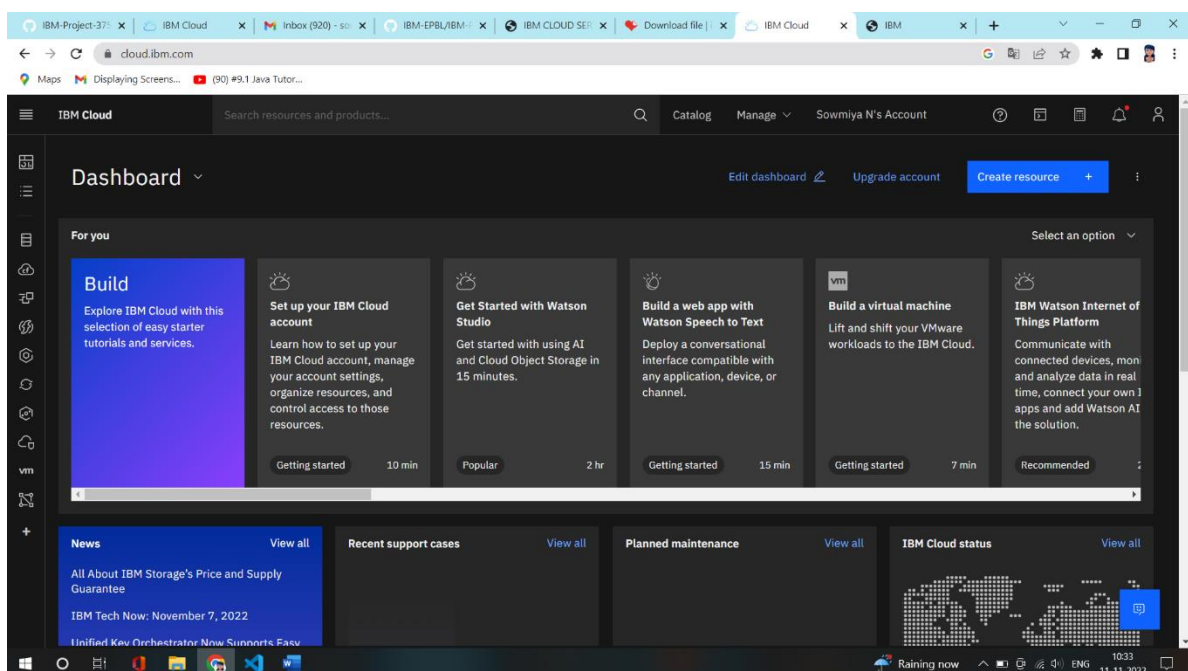 IBM-Project-375
IBM Cloud
Inbox (920) - so
IBM-EPBL/IBM-P
IBM CLOUD SER
Download file |
IBM Cloud
IBM
cloud.ibm.com
Maps
Displaying Screens...
(90) #9.1 Java Tutor...
IBM Cloud
Search resources and products...
Catalog
Manage
Sowmiya N's Account
Dashboard
Edit dashboard
Upgrade account
Create resource +
For you
Select an option
Build
Explore IBM Cloud with this
selection of easy starter
tutorials and services.
Set up your IBM Cloud
account
Learn how to set up your
IBM Cloud account, manage
your account settings,
organize resources, and
control access to those
resources.
Getting started
10 min
Get Started with Watson
Studio
Get started with using AI
and Cloud Object Storage in
15 minutes.
Popular
2 hr
Build a web app with
Watson Speech to Text
Deploy a conversational
interface compatible with
any application, device, or
channel.
Getting started
15 min
vm
Build a virtual machine
Lift and shift your VMware
workloads to the IBM Cloud.
Getting started
7 min
IBM Watson Internet of
Things Platform
Communicate with
connected devices, moni
and analyze data in real
time, connect your own
apps and add Watson AI
the solution.
Recommended
vm
News
View all
All About IBM Storage's Price and Supply
Guarantee
IBM Tech Now: November 7, 2022
Unified Key Orchestrator Now Supports Easy
Recent support cases
View all
Planned maintenance
View all
IBM Cloud status
View all
Raining now
ENG
10:33
11-11-2022